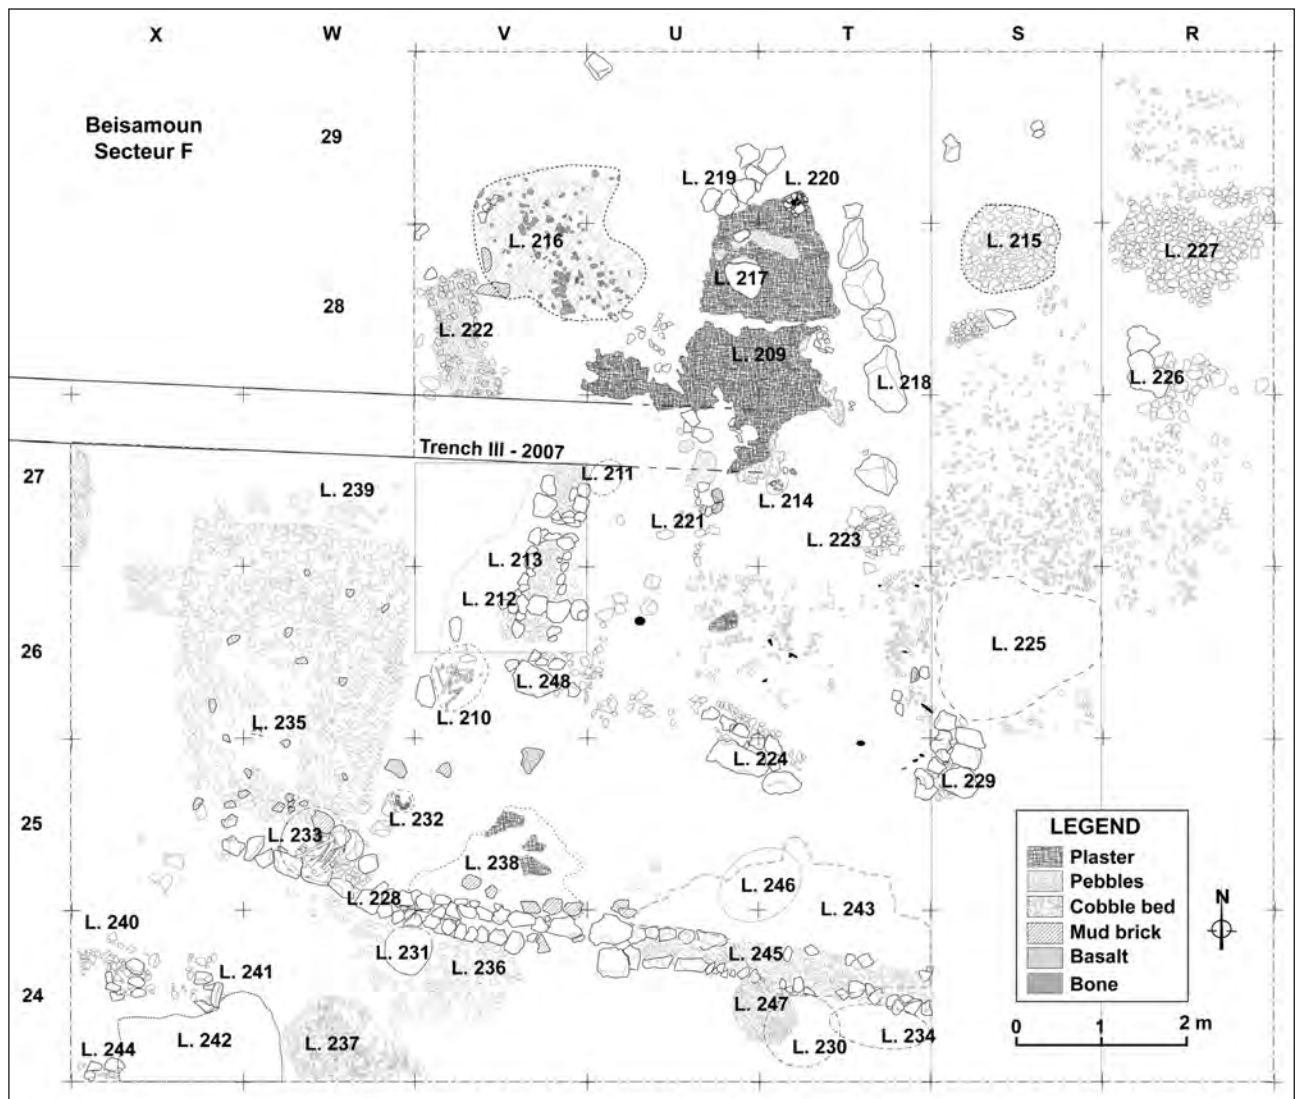 X W V U T S R
Beisamoun
Secteur F
29
L. 219
L. 220
L. 216
L. 215
L. 227
L. 217
28
L. 222
L. 209
L. 218
L. 226
Trench III - 2007
27
L. 239
L. 211
L. 214
L. 221
L. 223
L. 213
L. 212
26
L. 225
L. 248
L. 210
L. 235
L. 224
L. 229
25
L. 232
L. 233
L. 238
L. 246
L. 228
L. 243
L. 240
L. 231
L. 236
L. 245
L. 241
24
L. 247
L. 242
L. 237
L. 230
L. 234
L. 244
LEGEND
Plaster
Pebbles
Cobble bed
Mud brick
Basalt
Bone
N
0 1 2 m